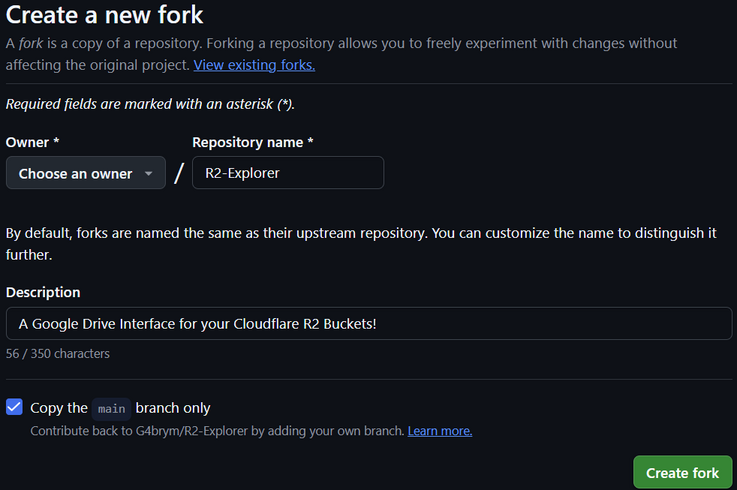 Create a new fork
A fork is a copy of a repository. Forking a repository allows you to freely experiment with changes without
affecting the original project. View existing forks.
Required fields are marked with an asterisk (*).
Owner *
Repository name *
Choose an owner
/
R2-Explorer
By default, forks are named the same as their upstream repository. You can customize the name to distinguish it
further.
Description
A Google Drive Interface for your Cloudflare R2 Buckets!
56 / 350 characters
Copy the main branch only
Contribute back to G4brym/R2-Explorer by adding your own branch. Learn more.
Create fork